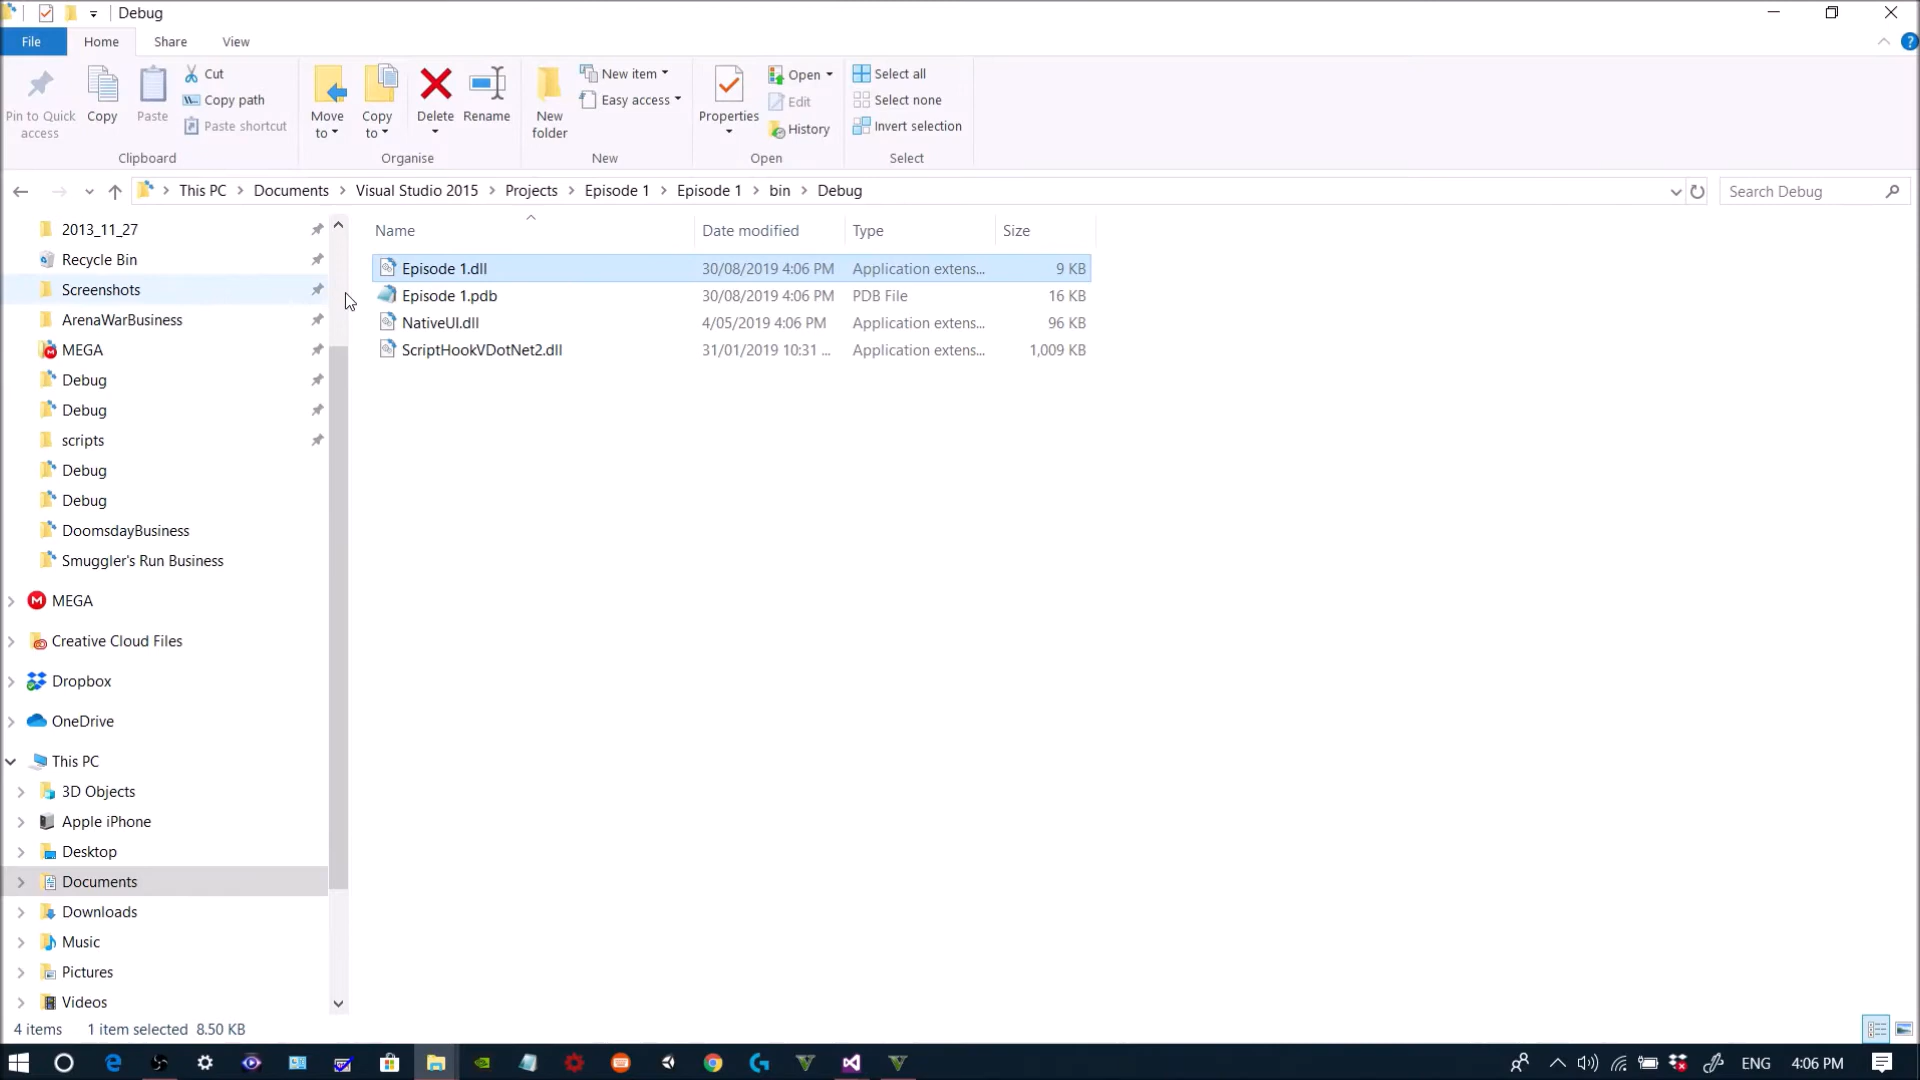 Debug
File Home Share View
Pin to Quick access
Copy
Paste
Cut
Copy path
Paste shortcut
Clipboard
Move to
Copy to
Delete
Rename
Organise
New folder
New item
Easy access
New
Properties
Open
Edit
History
Open
Select all
Select none
Invert selection
Select
This PC > Documents > Visual Studio 2015 > Projects > Episode 1 > Episode 1 > bin > Debug
Search Debug
2013_11_27
Recycle Bin
Screenshots
ArenaWarBusiness
MEGA
Debug
Debug
scripts
Debug
Debug
DoomsdayBusiness
Smuggler's Run Business
MEGA
Creative Cloud Files
Dropbox
OneDrive
This PC
3D Objects
Apple iPhone
Desktop
Documents
Downloads
Music
Pictures
Videos
Name Date modified Type Size
Episode 1.dll 30/08/2019 4:06 PM Application extens... 9 KB
Episode 1.pdb 30/08/2019 4:06 PM PDB File 16 KB
NativeUI.dll 4/05/2019 4:06 PM Application extens... 96 KB
ScriptHookVDotNet2.dll 31/01/2019 10:31 ... Application extens... 1,009 KB
4 items 1 item selected 8.50 KB
ENG 4:06 PM